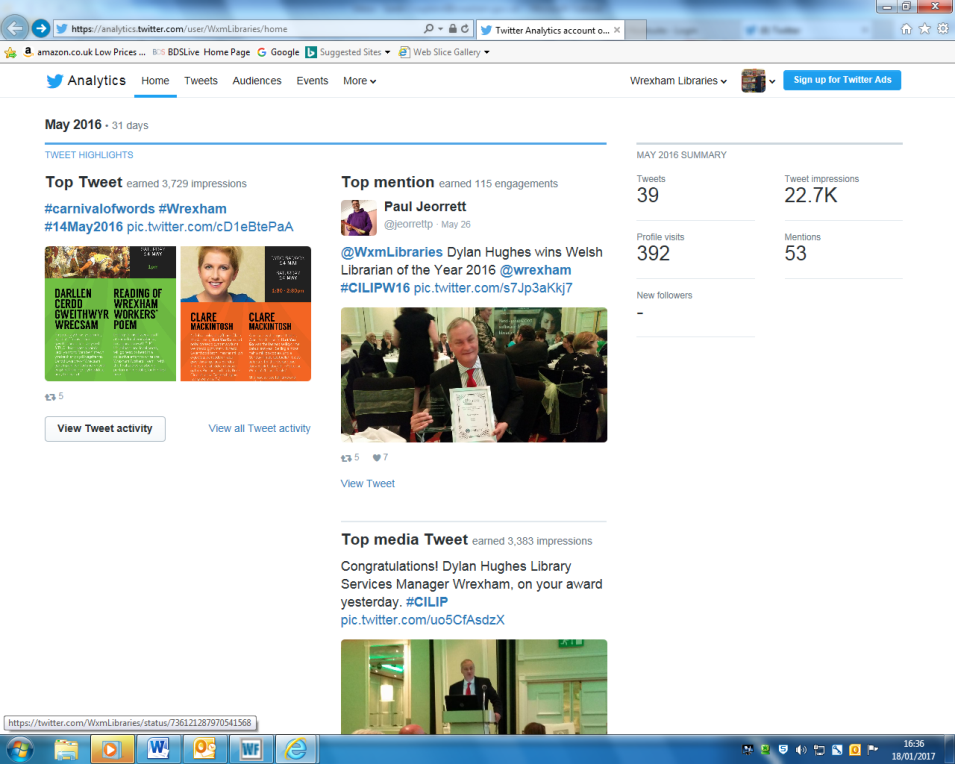 https://analytics.twitter.com/user/WxmLibraries/home
Twitter Analytics account o...
amazon.co.uk Low Prices ...
BDS BDSLive Home Page
Google
Suggested Sites
Web Slice Gallery
Analytics
Home
Tweets
Audiences
Events
More
Wrexham Libraries
Sign up for Twitter Ads
May 2016 • 31 days
TWEET HIGHLIGHTS
Top Tweet earned 3,729 impressions
#carnivalofwords #Wrexham
#14May2016 pic.twitter.com/cD1eBtePaA
DARLLEN
CERDD
GWEITHWYR
WRECSAM
READING OF
WREXHAM
WORKERS'
POEM
14 MAY
1:30 - 2:30pm
CLARE
MACKINTOSH
CLARE
MACKINTOSH
5
View Tweet activity
View all Tweet activity
Top mention earned 115 engagements
Paul Jeorrett
@jeorrettp · May 26
@WxmLibraries Dylan Hughes wins Welsh
Librarian of the Year 2016 @wrexham
#CILIPW16 pic.twitter.com/s7Jp3aKkj7
5
7
View Tweet
Top media Tweet earned 3,383 impressions
Congratulations! Dylan Hughes Library
Services Manager Wrexham, on your award
yesterday. #CILIP
pic.twitter.com/uo5CfAsdzX
MAY 2016 SUMMARY
Tweets
39
Tweet impressions
22.7K
Profile visits
392
Mentions
53
New followers
-
https://twitter.com/WxmLibraries/status/736121287970541568
16:36
18/01/2017